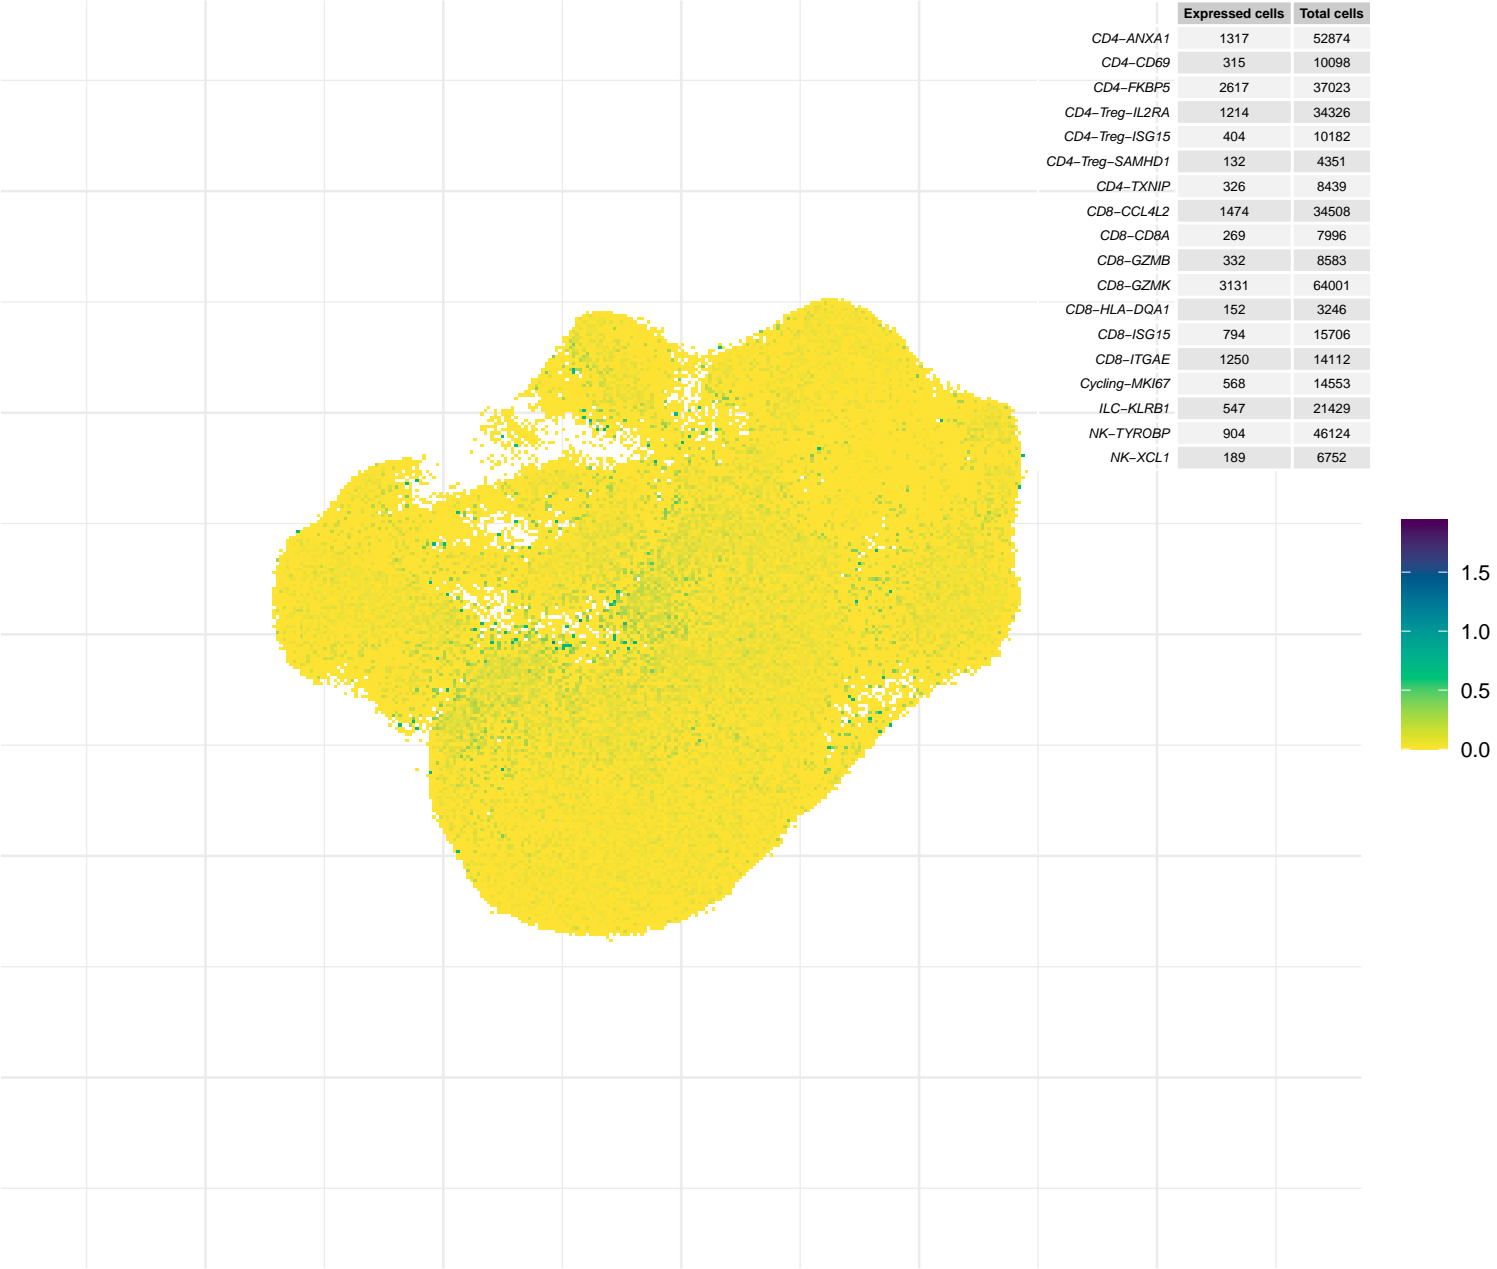 Expressed cells Total cells
CD4−ANXA1 1317 52874
CD4−CD69 315 10098
CD4−FKBP5 2617 37023
CD4−Treg−IL2RA 1214 34326
CD4−Treg−ISG15 404 10182
CD4−Treg−SAMHD1 132 4351
CD4−TXNIP 326 8439
CD8−CCL4L2 1474 34508
CD8−CD8A 269 7996
CD8−GZMB 332 8583
CD8−GZMK 3131 64001
CD8−HLA−DQA1 152 3246
CD8−ISG15 794 15706
CD8−ITGAE 1250 14112
Cycling−MKI67 568 14553
ILC−KLRB1 547 21429
NK−TYROBP 904 46124
NK−XCL1 189 6752
1.5
1.0
0.5
0.0